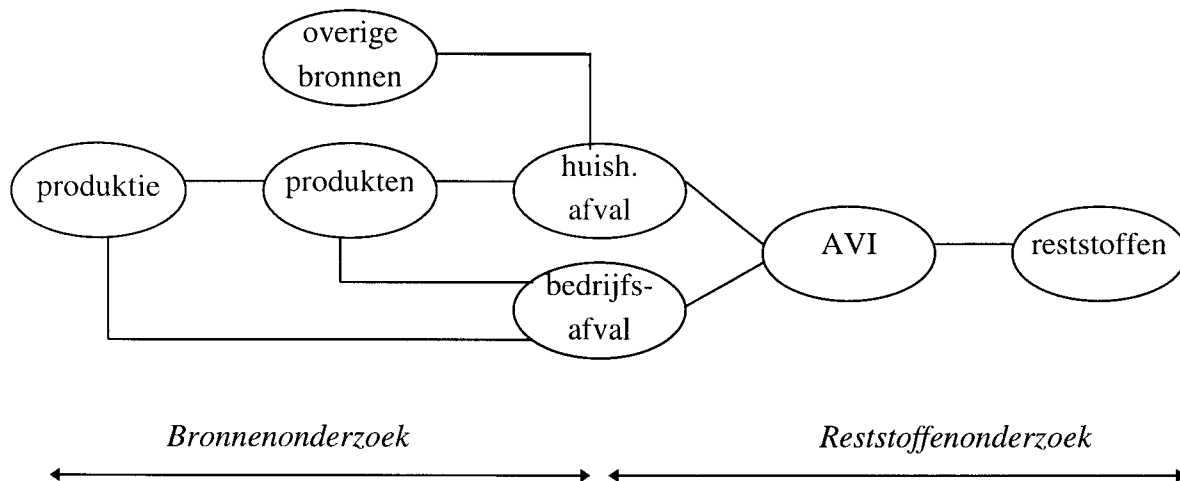 overige
bronnen
produktie
produkten
huish.
afval
bedrijfs-
afval
AVI
reststoffen
Bronnenonderzoek
Reststoffenonderzoek